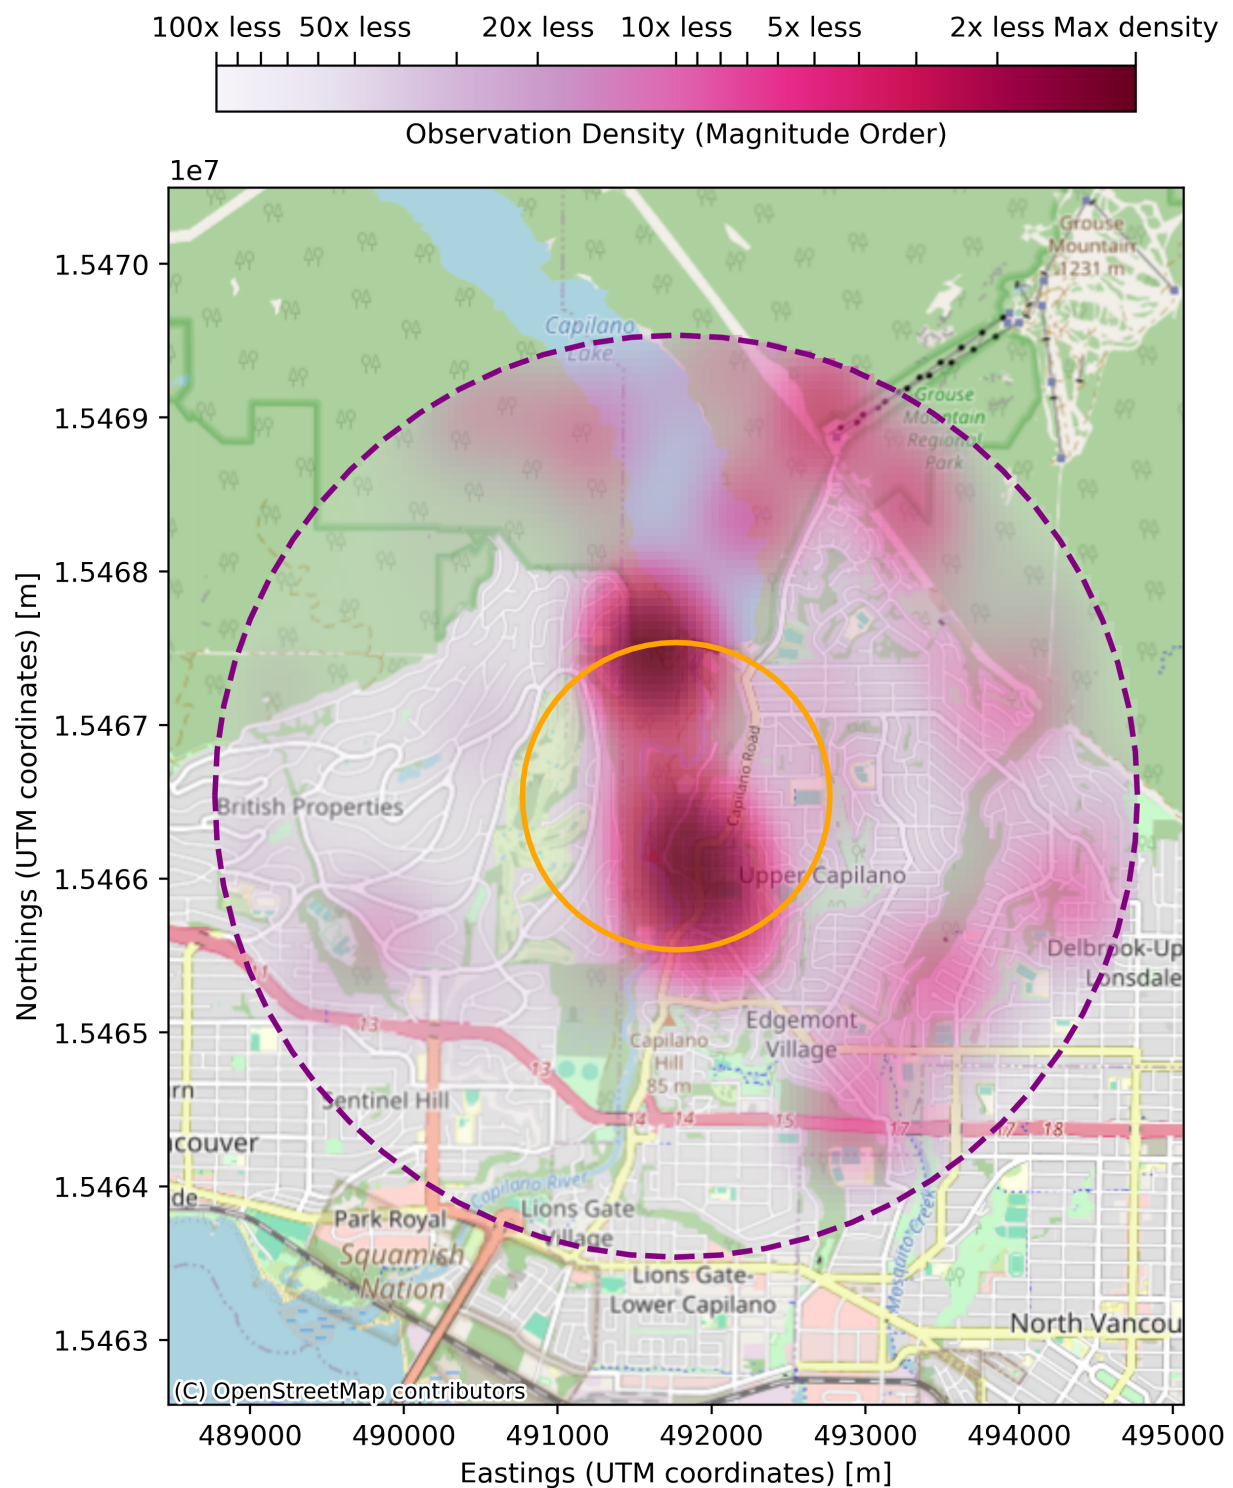 100x less 50x less 20x less 10x less 5x less 2x less Max density
Observation Density (Magnitude Order)
1e7
Grouse
Mountain
1231 m
1.5470
Capilano
Lake
Grouse
Mountain
Regional
Park
1.5469
1.5468
Northings (UTM coordinates) [m]
1.5467
Capilano Road
British Properties
1.5466
Upper Capilano
Delbrook-Up
Lonsdale
11
13
Edgemont
Village
1.5465
Capilano
Hill
85 m
13
rn
Sentinel Hill
14 14 15 17 17 18
ncouver
1.5464
de
Capilano River
Park Royal
Lions Gate
Village
Squamish
Nation
Mosquito Creek
Lions Gate-
Lower Capilano
1.5463
North Vancou
(C) OpenStreetMap contributors
489000 490000 491000 492000 493000 494000 495000
Eastings (UTM coordinates) [m]